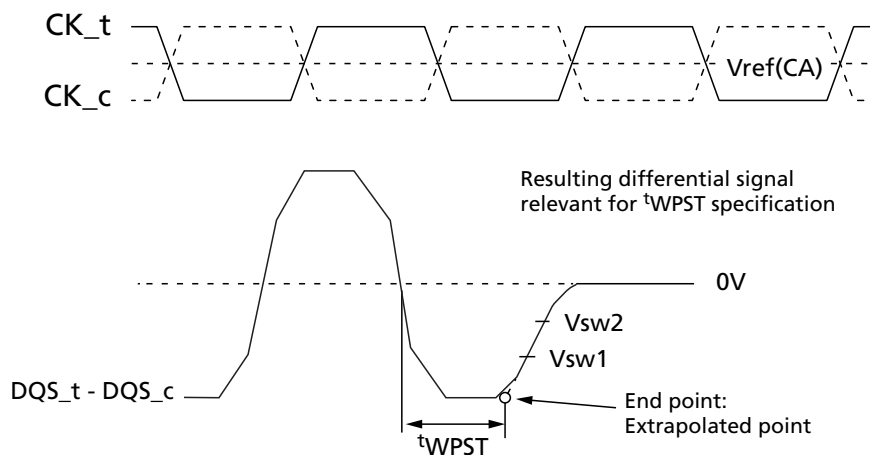 CK_t
Vref(CA)
CK_c
Resulting differential signal
relevant for tWPST specification
0V
Vsw2
Vsw1
DQS_t - DQS_c
End point:
Extrapolated point
tWPST